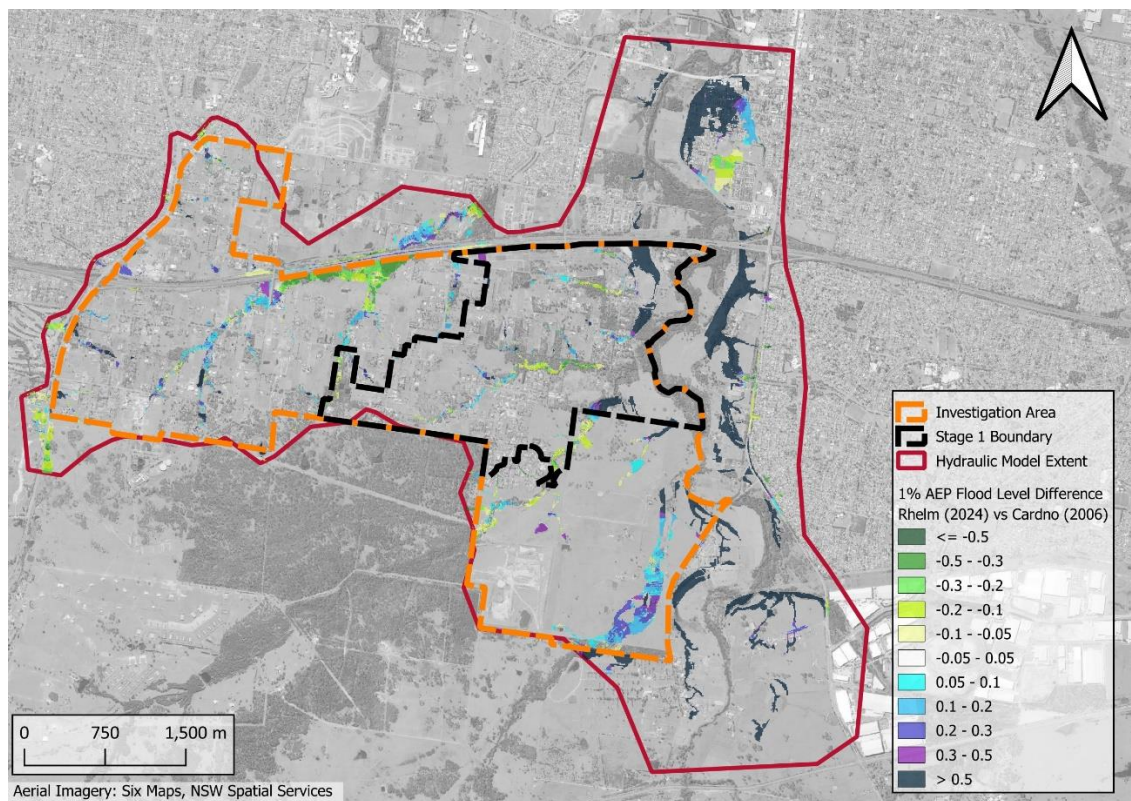 Investigation Area
Stage 1 Boundary
Hydraulic Model Extent
1% AEP Flood Level Difference
Rhelm (2024) vs Cardno (2006)
<= -0.5
-0.5 - -0.3
-0.3 - -0.2
-0.2 - -0.1
-0.1 - -0.05
-0.05 - 0.05
0.05 - 0.1
0.1 - 0.2
0.2 - 0.3
0.3 - 0.5
> 0.5
0 750 1,500 m
Aerial Imagery: Six Maps, NSW Spatial Services